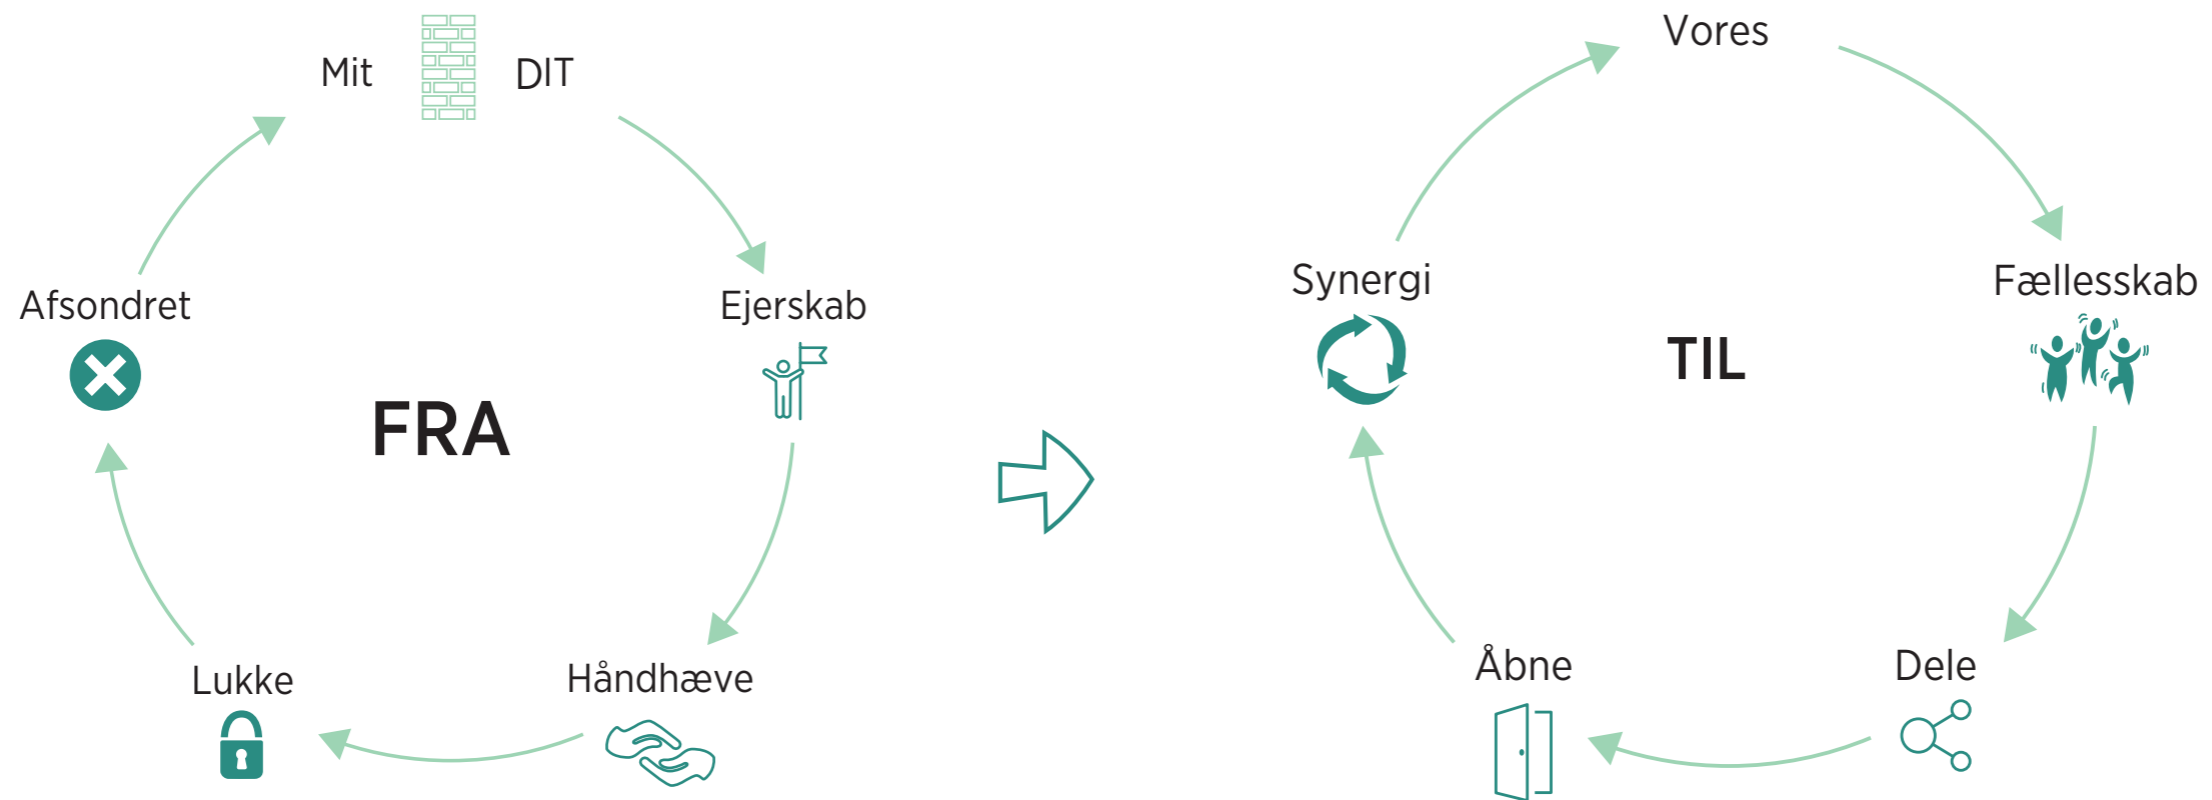 Mit DIT
Ejerskab
Håndhæve
Lukke
Afsondret
FRA
Vores
Fællesskab
Dele
Åbne
Synergi
TIL